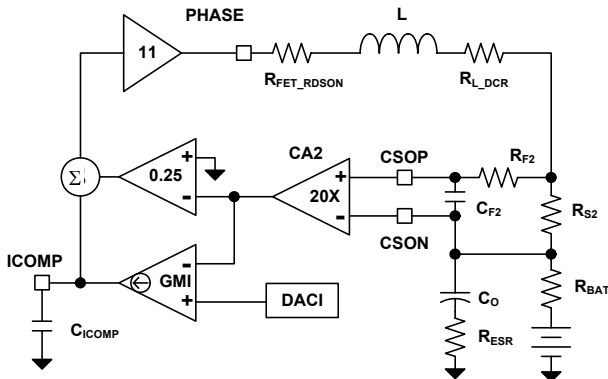 PHASE
L
11
R_FET_RDSON
R_L_DCR
CA2
CSOP
R_F2
Σ
0.25
+
-
20X
+
-
C_F2
R_S2
CSON
ICOMP
GMI
-
+
DACI
C_O
R_BAT
C_ICOMP
R_ESR